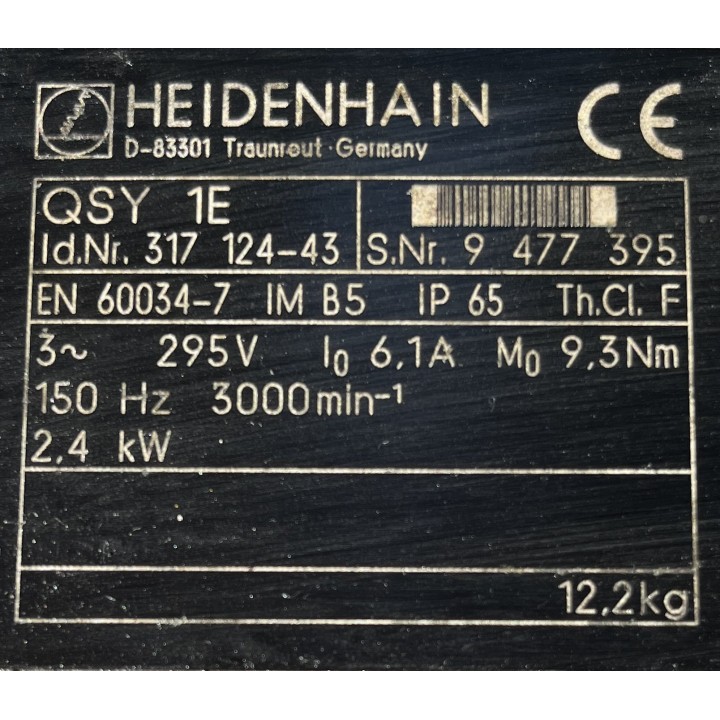 HEIDENHAIN
D-83301 Traunreut · Germany
CE
QSY 1E
Id.Nr. 317 124-43
S.Nr. 9 477 395
EN 60034-7 IM B5 IP 65 Th.Cl. F
3~ 295V I₀ 6,1A M₀ 9,3Nm
150 Hz 3000min⁻¹
2,4 kW
12,2kg